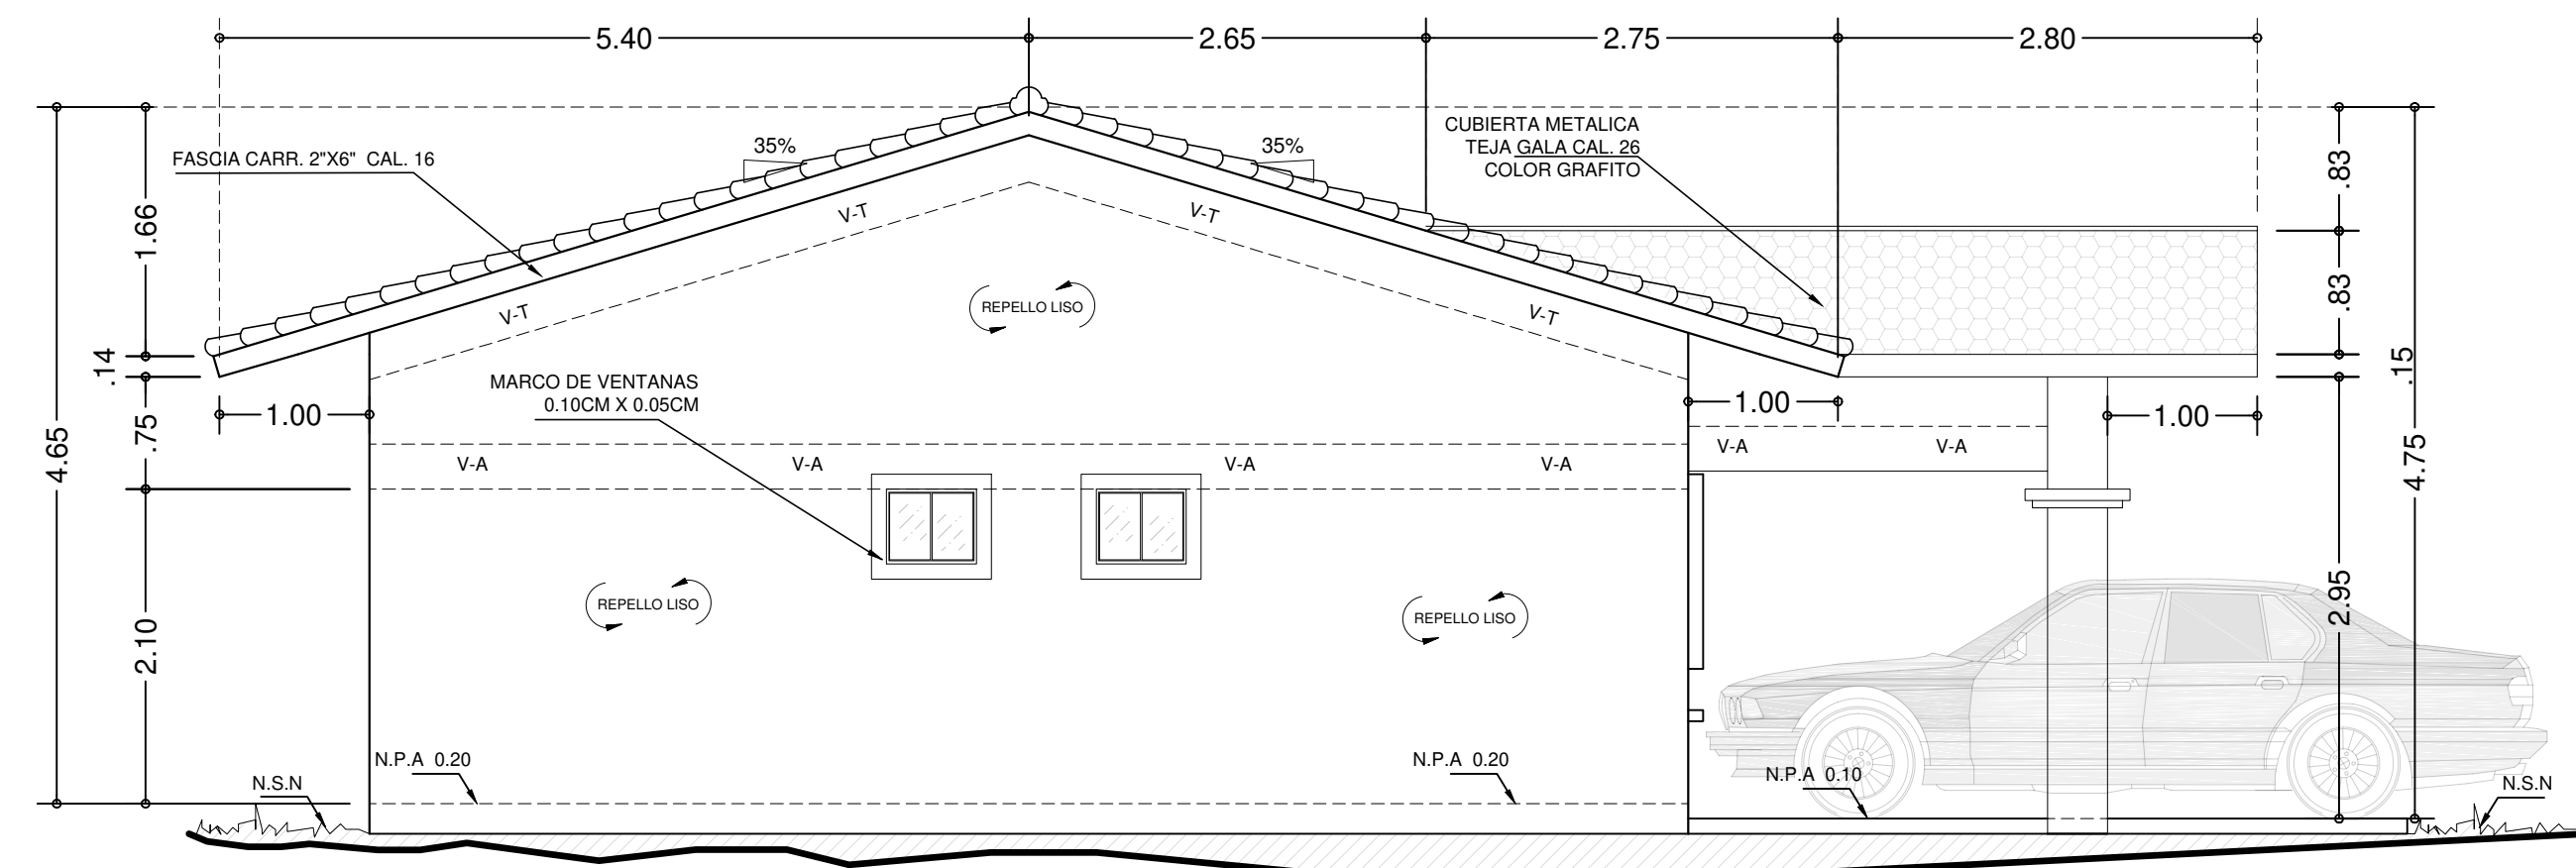 5.40
2.65
2.75
2.80
FASCIA CARR. 2"X6" CAL. 16
35%
35%
CUBIERTA METALICA
TEJA GALA CAL. 26
COLOR GRAFITO
.83
1.66
V-T
V-T
.83
REPELLO LISO
V-T
V-T
.14
.15
MARCO DE VENTANAS
0.10CM X 0.05CM
1.00
1.00
1.00
.75
4.65
4.75
V-A
V-A
V-A
V-A
V-A
V-A
2.95
REPELLO LISO
REPELLO LISO
2.10
N.P.A 0.20
N.P.A 0.20
N.P.A 0.10
N.S.N
N.S.N